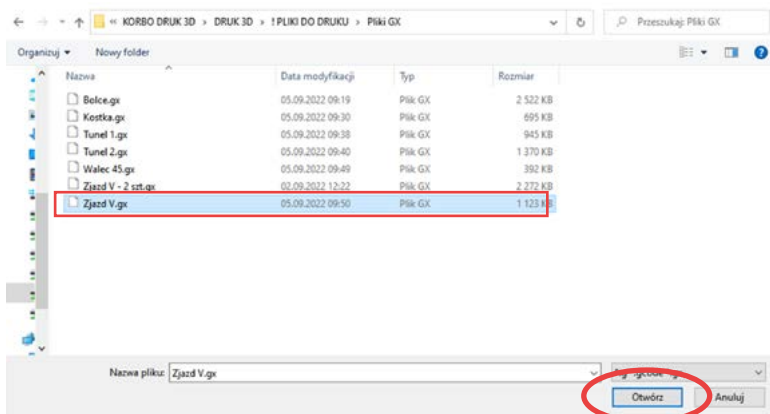 « KORBO DRUK 3D › DRUK 3D › ! PLIKI DO DRUKU › Pliki GX
Przeszukaj: Pliki GX
Organizuj
Nowy folder
Nazwa Data modyfikacji Typ Rozmiar
Bolce.gx 05.09.2022 09:19 Plik GX 2 522 KB
Kostka.gx 05.09.2022 09:30 Plik GX 695 KB
Tunel 1.gx 05.09.2022 09:38 Plik GX 945 KB
Tunel 2.gx 05.09.2022 09:40 Plik GX 1 370 KB
Walec 45.gx 05.09.2022 09:49 Plik GX 392 KB
Zjazd V - 2 szt.gx 02.09.2022 12:22 Plik GX 2 272 KB
Zjazd V.gx 05.09.2022 09:50 Plik GX 1 123 KB
Nazwa pliku: Zjazd V.gx
Otwórz Anuluj